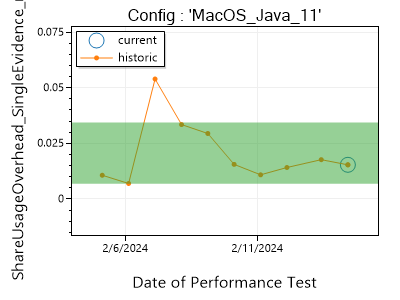 Config : 'MacOS_Java_11'
ShareUsageOverhead_SingleEvidence_
0.075
0.05
0.025
0
current
historic
2/6/2024
2/11/2024
Date of Performance Test